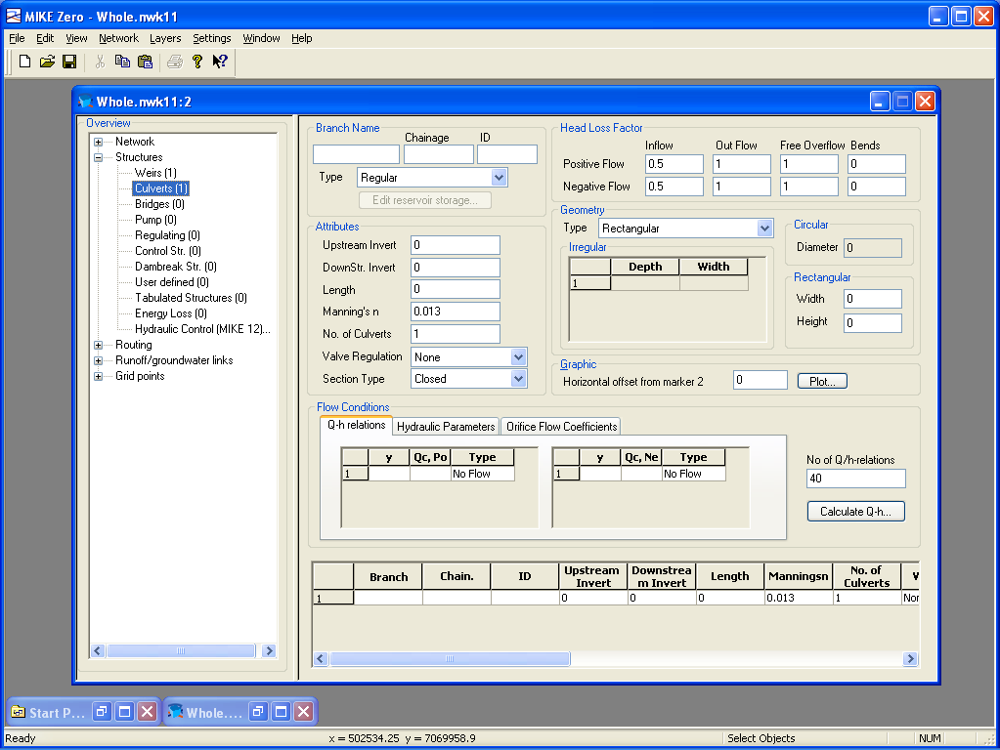 MIKE Zero - Whole.nwk11
File Edit View Network Layers Settings Window Help
Whole.nwk11:2
Overview
Network
Structures
Weirs (1)
Culverts (1)
Bridges (0)
Pump (0)
Regulating (0)
Control Str. (0)
Dambreak Str. (0)
User defined (0)
Tabulated Structures (0)
Energy Loss (0)
Hydraulic Control (MIKE 12)...
Routing
Runoff/groundwater links
Grid points
Branch Name
Chainage ID
Type Regular
Edit reservoir storage...
Attributes
Upstream Invert 0
DownStr. Invert 0
Length 0
Manning's n 0.013
No. of Culverts 1
Valve Regulation None
Section Type Closed
Head Loss Factor
Inflow Out Flow Free Overflow Bends
Positive Flow 0.5 1 1 0
Negative Flow 0.5 1 1 0
Geometry
Type Rectangular
Irregular
Depth Width
1
Circular
Diameter 0
Rectangular
Width 0
Height 0
Graphic
Horizontal offset from marker 2 0 Plot...
Flow Conditions
Q-h relations Hydraulic Parameters Orifice Flow Coefficients
y Qc, Po Type
1 No Flow
y Qc, Ne Type
1 No Flow
No of Q/h-relations
40
Calculate Q-h...
Branch Chain. ID Upstream Invert Downstrea m Invert Length Manningsn No. of Culverts V
1 0 0 0 0.013 1 Nor
Start P... Whole....
Ready x = 502534.25 y = 7069958.9 Select Objects NUM